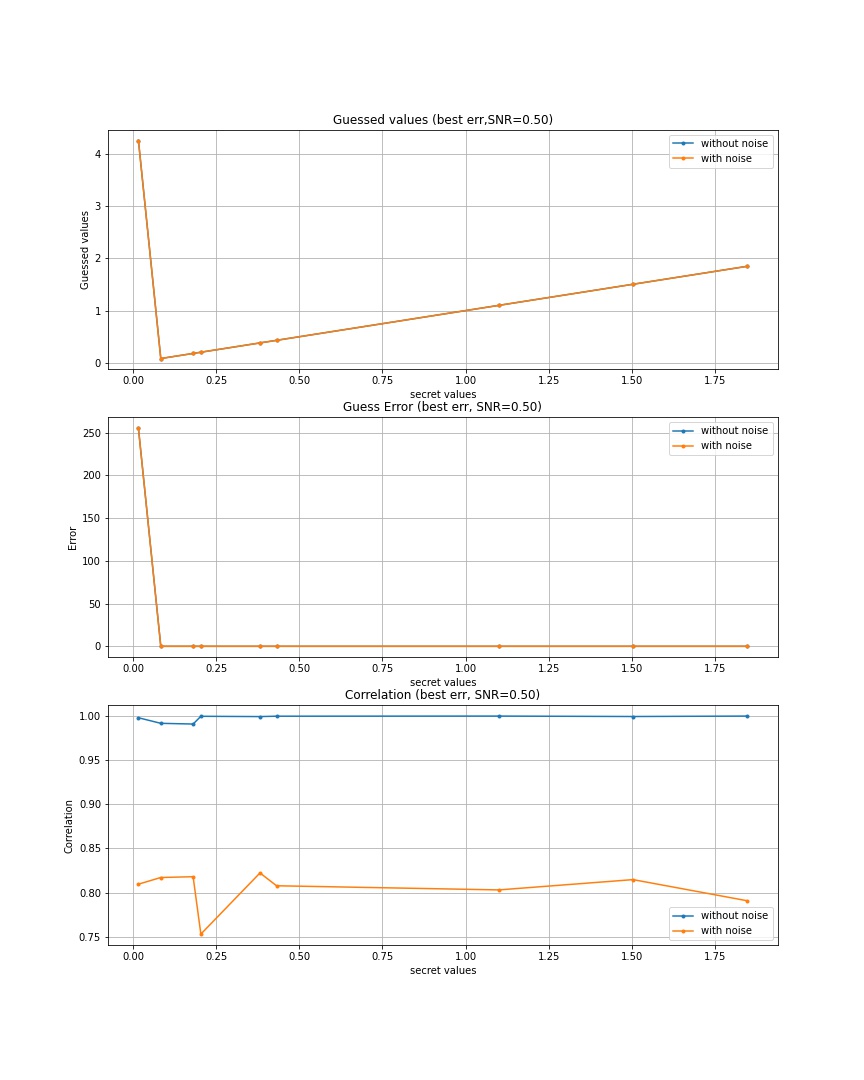 Guessed values (best err,SNR=0.50)
without noise
with noise
4
3
2
1
0
Guessed values
0.00 0.25 0.50 0.75 1.00 1.25 1.50 1.75
secret values
Guess Error (best err, SNR=0.50)
without noise
with noise
250
200
150
100
50
0
Error
0.00 0.25 0.50 0.75 1.00 1.25 1.50 1.75
secret values
Correlation (best err, SNR=0.50)
1.00
0.95
0.90
0.85
0.80
0.75
Correlation
without noise
with noise
0.00 0.25 0.50 0.75 1.00 1.25 1.50 1.75
secret values